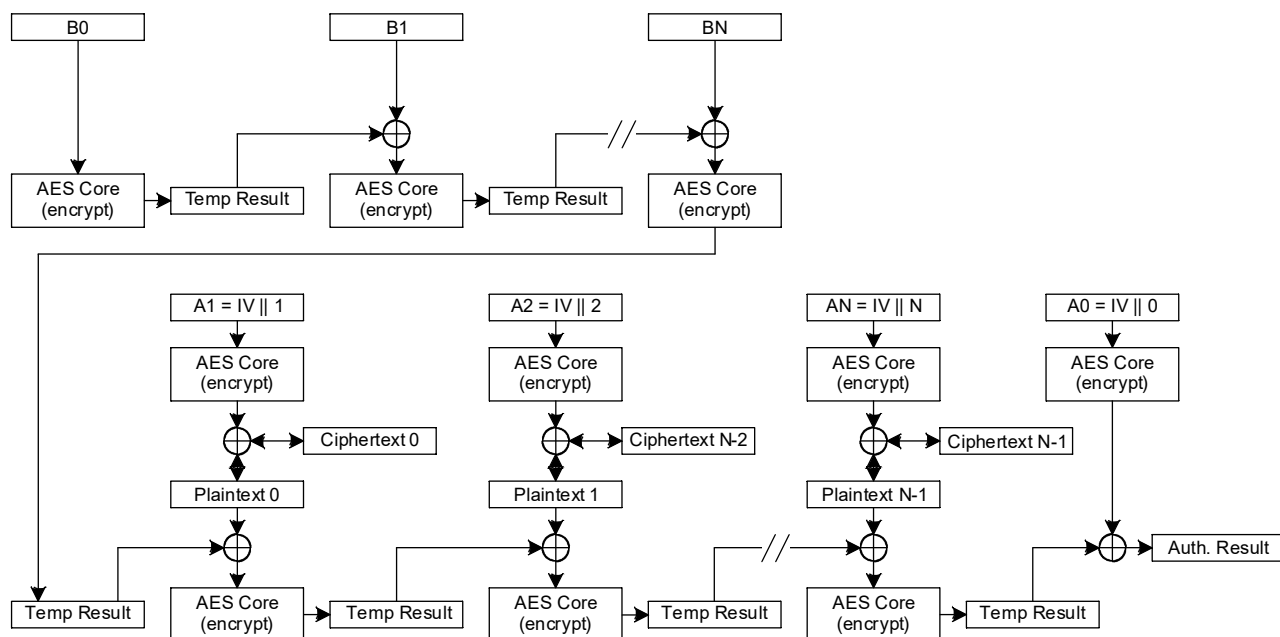 B0
B1
BN
AES Core
(encrypt)
Temp Result
AES Core
(encrypt)
Temp Result
AES Core
(encrypt)
A1 = IV || 1
A2 = IV || 2
AN = IV || N
A0 = IV || 0
AES Core
(encrypt)
AES Core
(encrypt)
AES Core
(encrypt)
AES Core
(encrypt)
Ciphertext 0
Ciphertext N-2
Ciphertext N-1
Plaintext 0
Plaintext 1
Plaintext N-1
Auth. Result
Temp Result
AES Core
(encrypt)
Temp Result
AES Core
(encrypt)
Temp Result
AES Core
(encrypt)
Temp Result